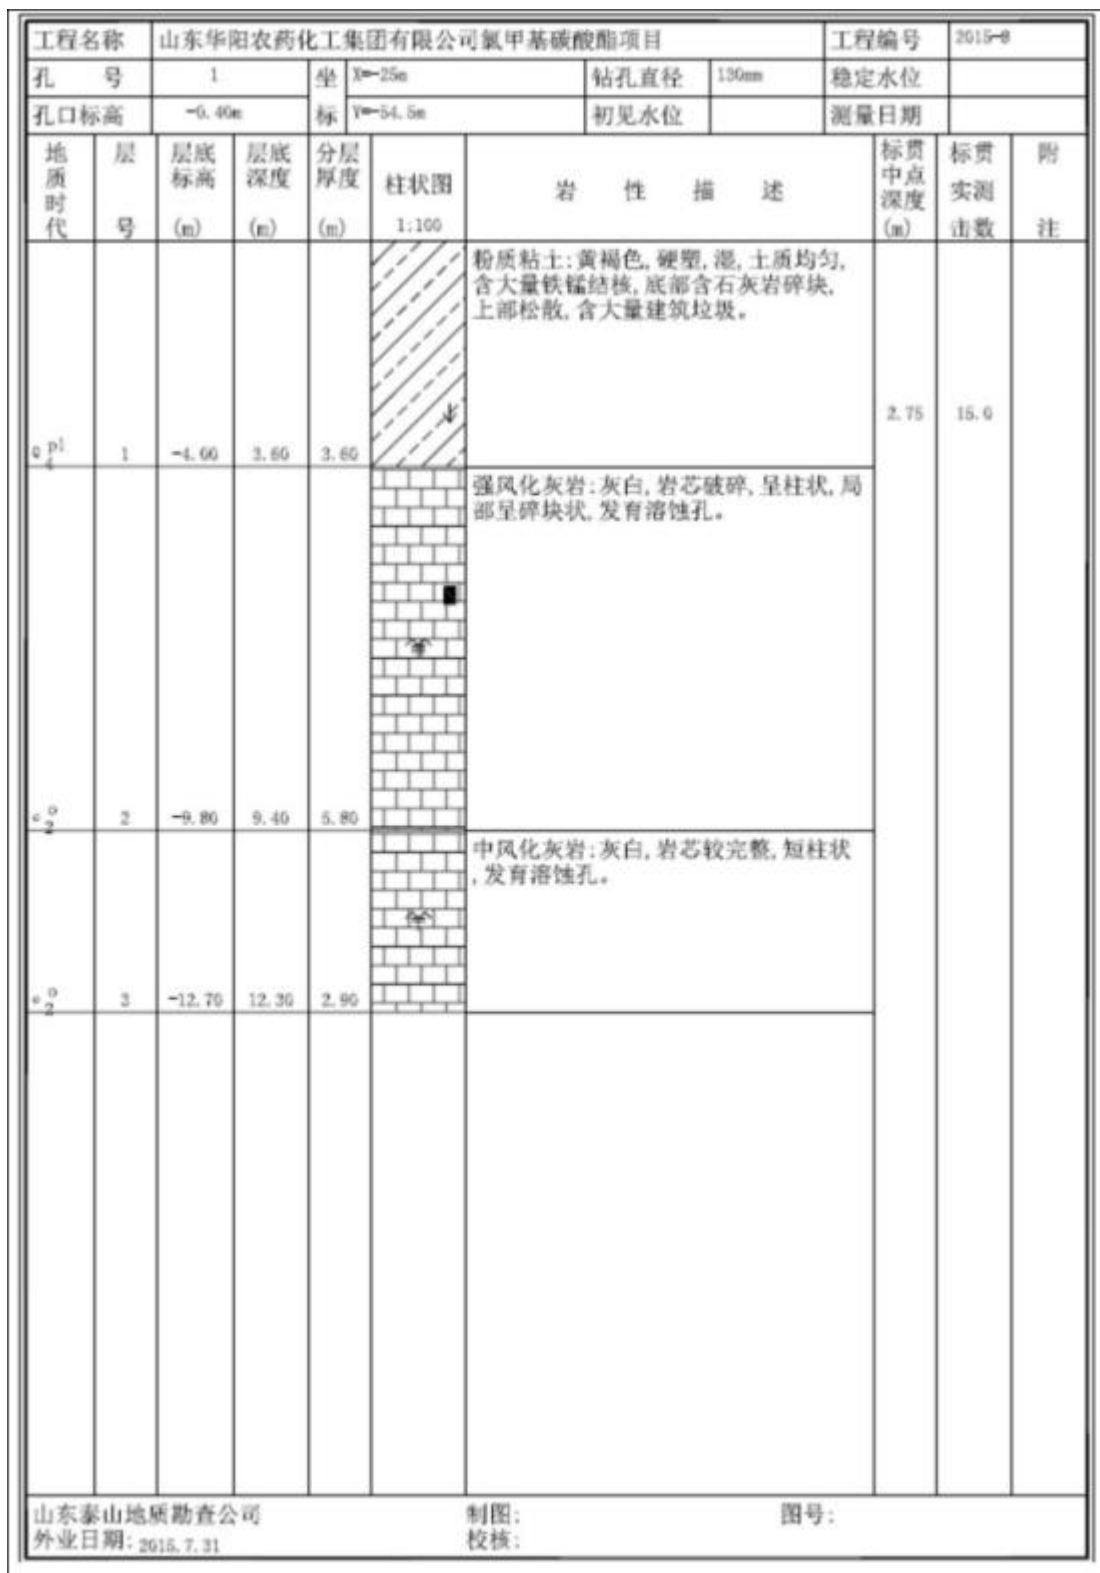 工程名称 山东华阳农药化工集团有限公司氯甲基碳酸酯项目 工程编号 2015-8
孔 号 1 坐 X=-25m 钻孔直径 130mm 稳定水位
孔口标高 -0.40m 标 Y=-54.5m 初见水位 测量日期
地质时代 层号 层底标高(m) 层底深度(m) 分层厚度(m) 柱状图 1:100 岩 性 描 述 标贯中点深度(m) 标贯实测击数 附注
粉质粘土:黄褐色,硬塑,湿,土质均匀,
含大量铁锰结核,底部含石灰岩碎块,
上部松散,含大量建筑垃圾。
2.75 15.0
Q4pl 1 -4.00 3.60 3.60
强风化灰岩:灰白,岩芯破碎,呈柱状,局
部呈碎块状,发育溶蚀孔。
2 -9.80 9.40 5.80
中风化灰岩:灰白,岩芯较完整,短柱状
,发育溶蚀孔。
3 -12.70 12.30 2.90
山东泰山地质勘查公司 制图: 图号:
外业日期: 2015.7.31 校核: